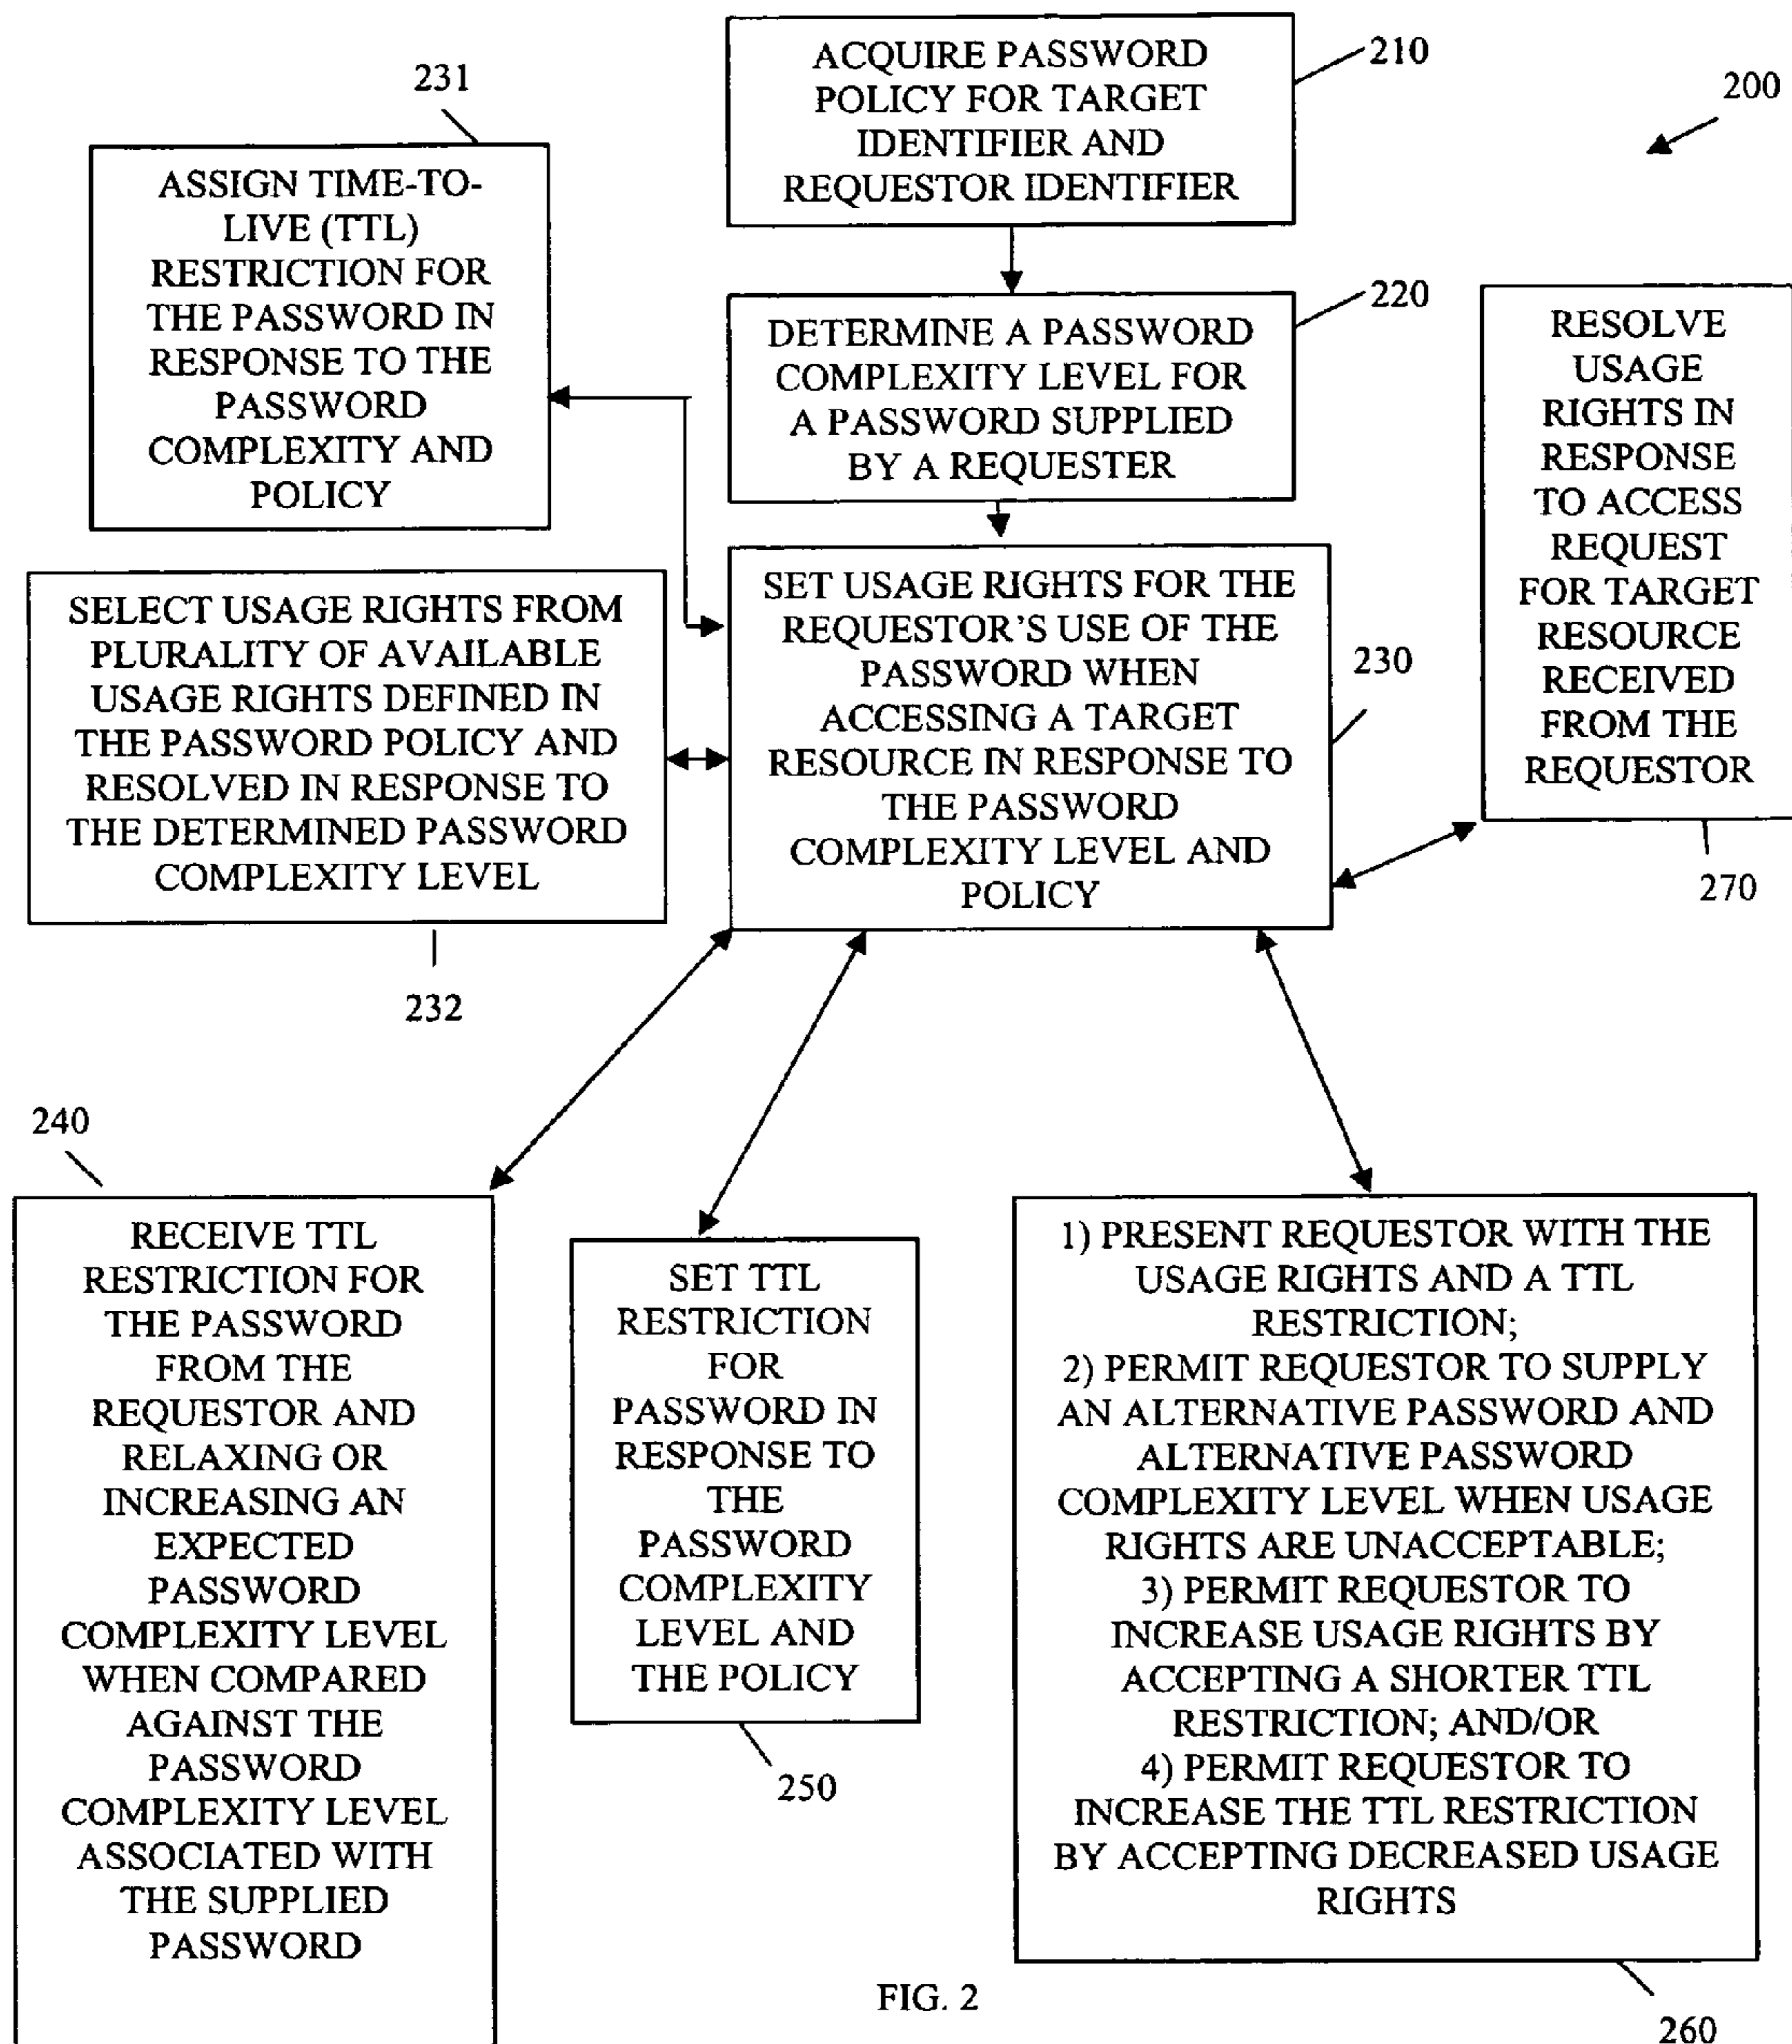 ACQUIRE PASSWORD
POLICY FOR TARGET
IDENTIFIER AND
REQUESTOR IDENTIFIER
210
200
231
ASSIGN TIME-TO-
LIVE (TTL)
RESTRICTION FOR
THE PASSWORD IN
RESPONSE TO THE
PASSWORD
COMPLEXITY AND
POLICY
DETERMINE A PASSWORD
COMPLEXITY LEVEL FOR
A PASSWORD SUPPLIED
BY A REQUESTER
220
RESOLVE
USAGE
RIGHTS IN
RESPONSE
TO ACCESS
REQUEST
FOR TARGET
RESOURCE
RECEIVED
FROM THE
REQUESTOR
270
SELECT USAGE RIGHTS FROM
PLURALITY OF AVAILABLE
USAGE RIGHTS DEFINED IN
THE PASSWORD POLICY AND
RESOLVED IN RESPONSE TO
THE DETERMINED PASSWORD
COMPLEXITY LEVEL
232
SET USAGE RIGHTS FOR THE
REQUESTOR'S USE OF THE
PASSWORD WHEN
ACCESSING A TARGET
RESOURCE IN RESPONSE TO
THE PASSWORD
COMPLEXITY LEVEL AND
POLICY
230
240
RECEIVE TTL
RESTRICTION FOR
THE PASSWORD
FROM THE
REQUESTOR AND
RELAXING OR
INCREASING AN
EXPECTED
PASSWORD
COMPLEXITY LEVEL
WHEN COMPARED
AGAINST THE
PASSWORD
COMPLEXITY LEVEL
ASSOCIATED WITH
THE SUPPLIED
PASSWORD
SET TTL
RESTRICTION
FOR
PASSWORD IN
RESPONSE TO
THE
PASSWORD
COMPLEXITY
LEVEL AND
THE POLICY
250
1) PRESENT REQUESTOR WITH THE
USAGE RIGHTS AND A TTL
RESTRICTION;
2) PERMIT REQUESTOR TO SUPPLY
AN ALTERNATIVE PASSWORD AND
ALTERNATIVE PASSWORD
COMPLEXITY LEVEL WHEN USAGE
RIGHTS ARE UNACCEPTABLE;
3) PERMIT REQUESTOR TO
INCREASE USAGE RIGHTS BY
ACCEPTING A SHORTER TTL
RESTRICTION; AND/OR
4) PERMIT REQUESTOR TO
INCREASE THE TTL RESTRICTION
BY ACCEPTING DECREASED USAGE
RIGHTS
260
FIG. 2